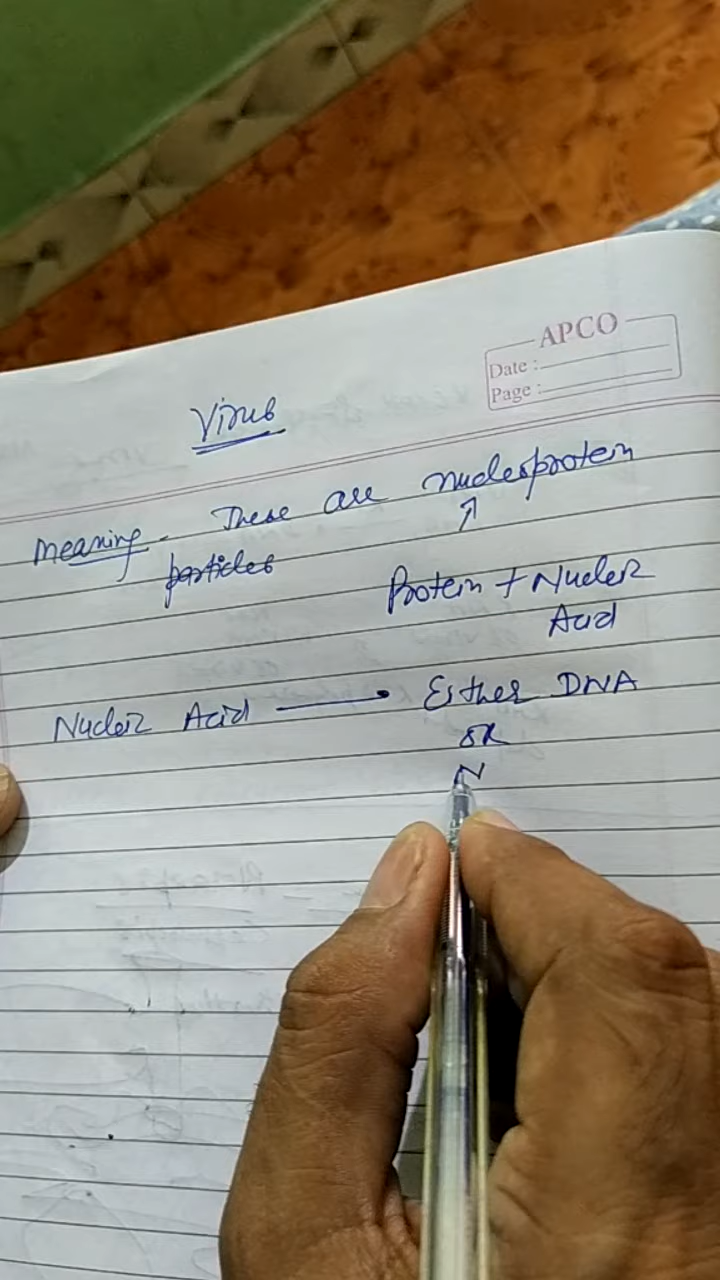 APCO
Date :
Page :
Virus
Meaning - These are nucleoprotein
particles
Protein + Nucleic
Acid
Nucleic Acid → Either DNA
OR
N